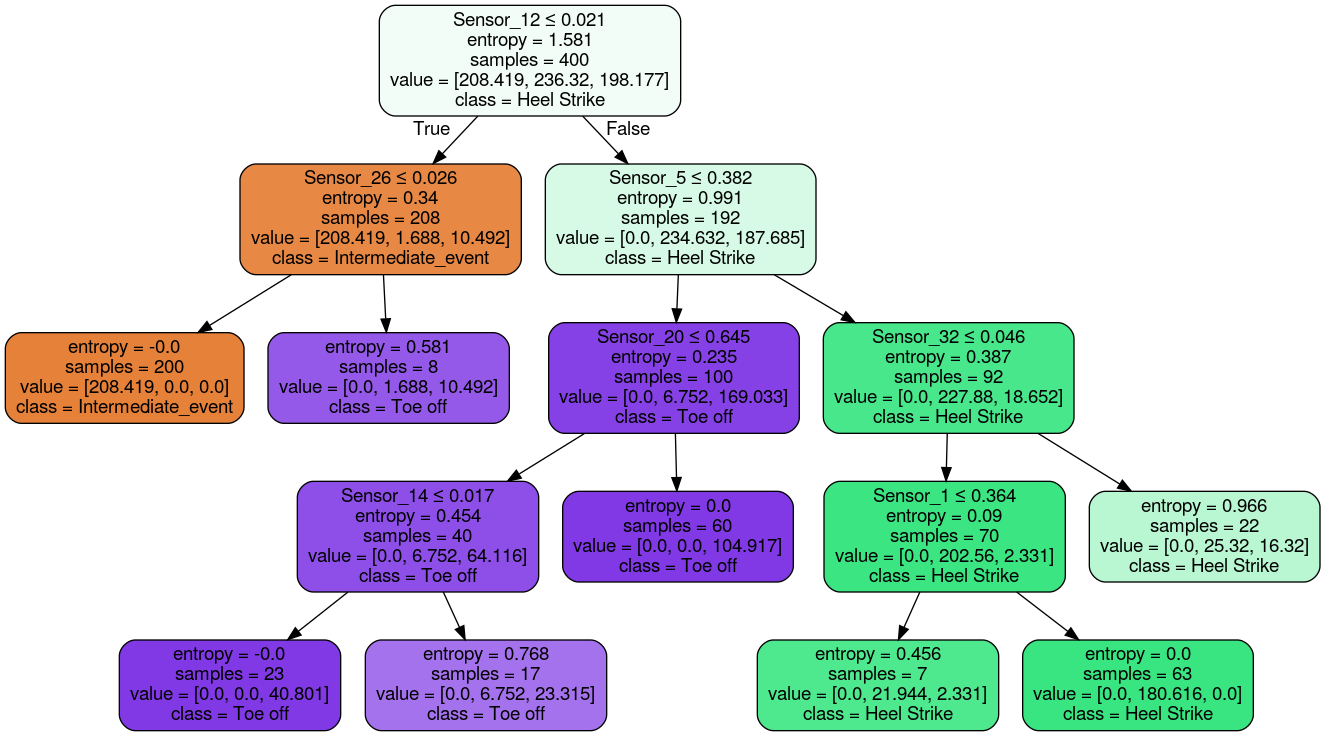 Sensor_12 ≤ 0.021
entropy = 1.581
samples = 400
value = [208.419, 236.32, 198.177]
class = Heel Strike
True
False
Sensor_26 ≤ 0.026
entropy = 0.34
samples = 208
value = [208.419, 1.688, 10.492]
class = Intermediate_event
Sensor_5 ≤ 0.382
entropy = 0.991
samples = 192
value = [0.0, 234.632, 187.685]
class = Heel Strike
entropy = -0.0
samples = 200
value = [208.419, 0.0, 0.0]
class = Intermediate_event
entropy = 0.581
samples = 8
value = [0.0, 1.688, 10.492]
class = Toe off
Sensor_20 ≤ 0.645
entropy = 0.235
samples = 100
value = [0.0, 6.752, 169.033]
class = Toe off
Sensor_32 ≤ 0.046
entropy = 0.387
samples = 92
value = [0.0, 227.88, 18.652]
class = Heel Strike
Sensor_14 ≤ 0.017
entropy = 0.454
samples = 40
value = [0.0, 6.752, 64.116]
class = Toe off
entropy = 0.0
samples = 60
value = [0.0, 0.0, 104.917]
class = Toe off
Sensor_1 ≤ 0.364
entropy = 0.09
samples = 70
value = [0.0, 202.56, 2.331]
class = Heel Strike
entropy = 0.966
samples = 22
value = [0.0, 25.32, 16.32]
class = Heel Strike
entropy = -0.0
samples = 23
value = [0.0, 0.0, 40.801]
class = Toe off
entropy = 0.768
samples = 17
value = [0.0, 6.752, 23.315]
class = Toe off
entropy = 0.456
samples = 7
value = [0.0, 21.944, 2.331]
class = Heel Strike
entropy = 0.0
samples = 63
value = [0.0, 180.616, 0.0]
class = Heel Strike